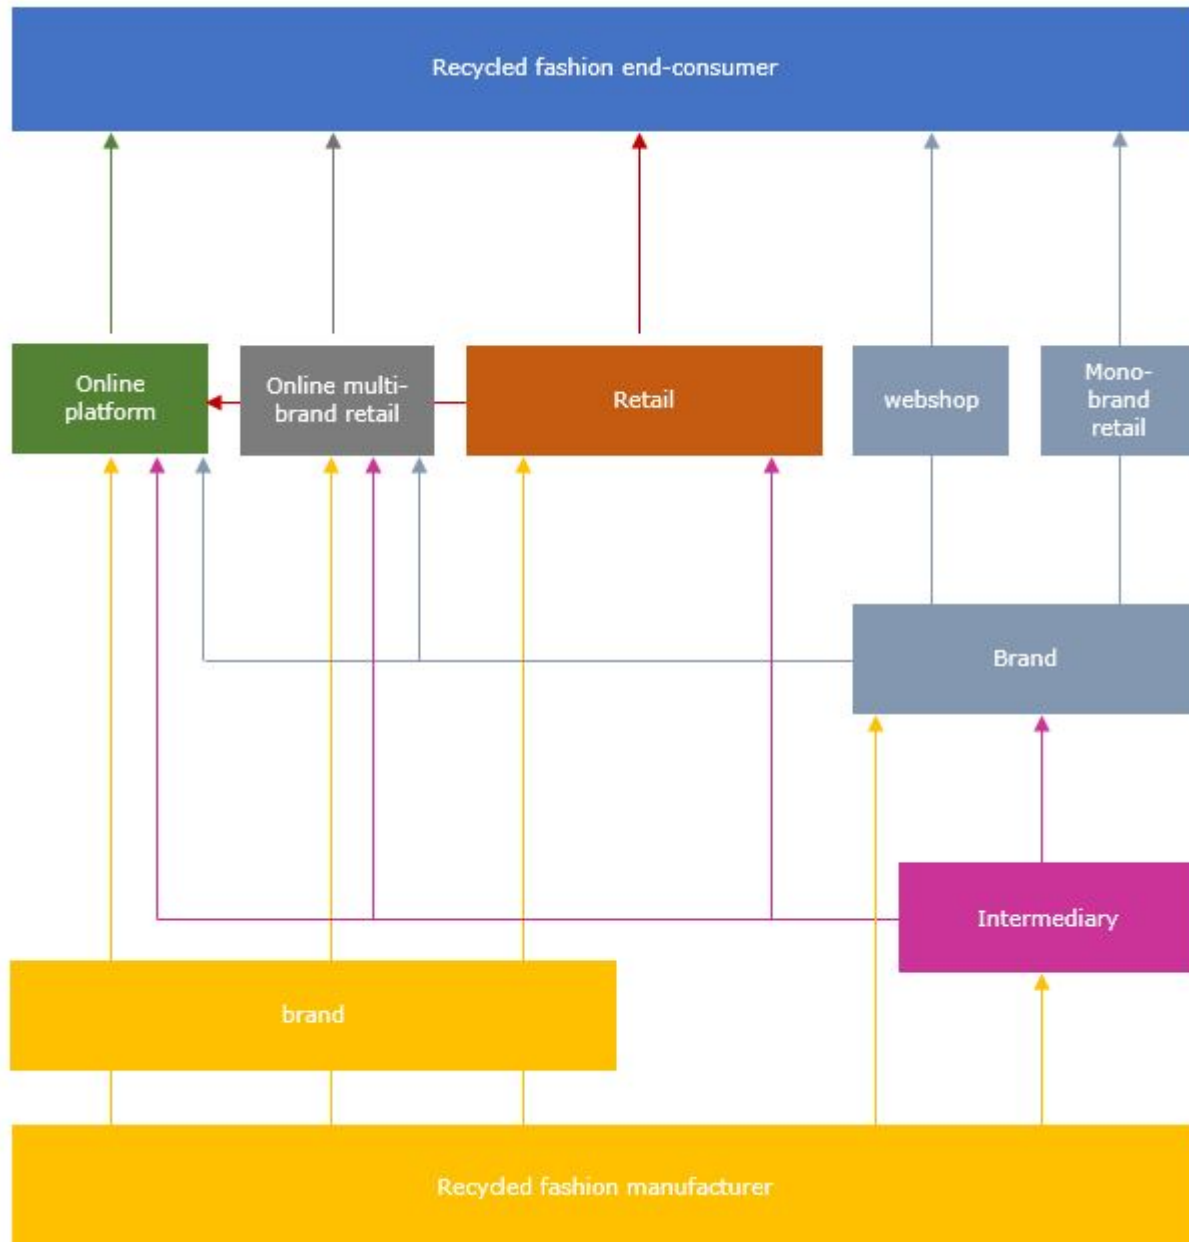 Recycled fashion end-consumer
Online
platform
Online multi-
brand retail
Retail
webshop
Mono-
brand
retail
Brand
Intermediary
brand
Recycled fashion manufacturer